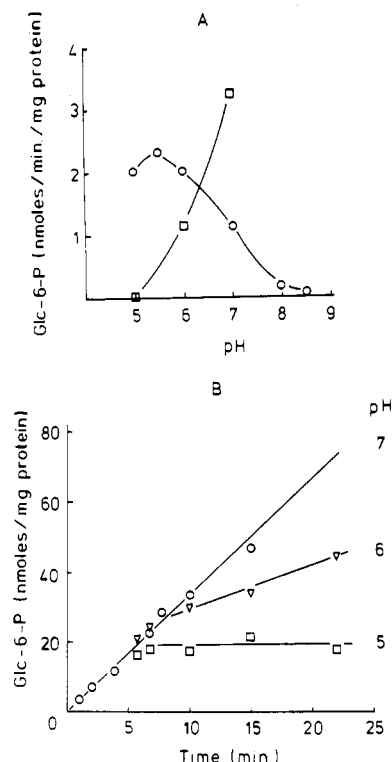 A
Glc-6-P (nmoles/min./mg protein)
4
3
2
1
5 6 7 8 9
pH
B
pH
Glc-6-P (nmoles/mg protein)
80
60
40
20
0
7
6
5
5 10 15 20 25
Time (min.)